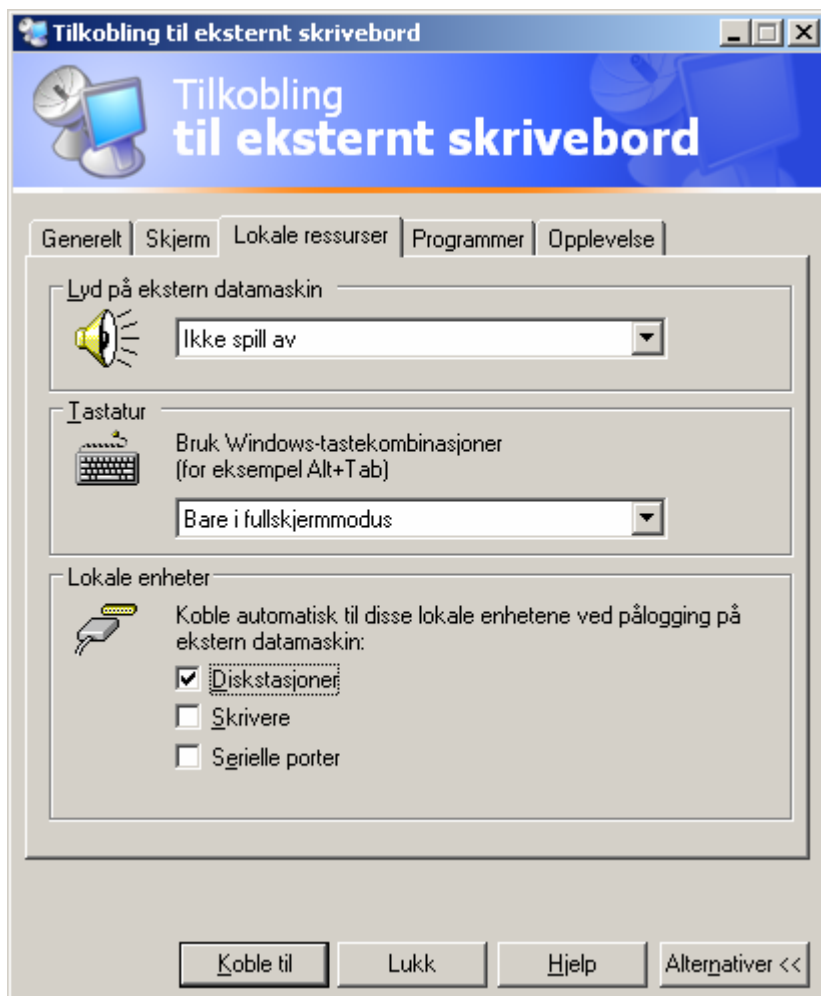 Tilkobling til eksternt skrivebord
Tilkobling
til eksternt skrivebord
Generelt Skjerm Lokale ressurser Programmer Opplevelse
Lyd på ekstern datamaskin
Ikke spill av
Tastatur
Bruk Windows-tastekombinasjoner
(for eksempel Alt+Tab)
Bare i fullskjermmodus
Lokale enheter
Koble automatisk til disse lokale enhetene ved pålogging på
ekstern datamaskin:
Diskstasjoner
Skrivere
Serielle porter
Koble til Lukk Hjelp Alternativer <<